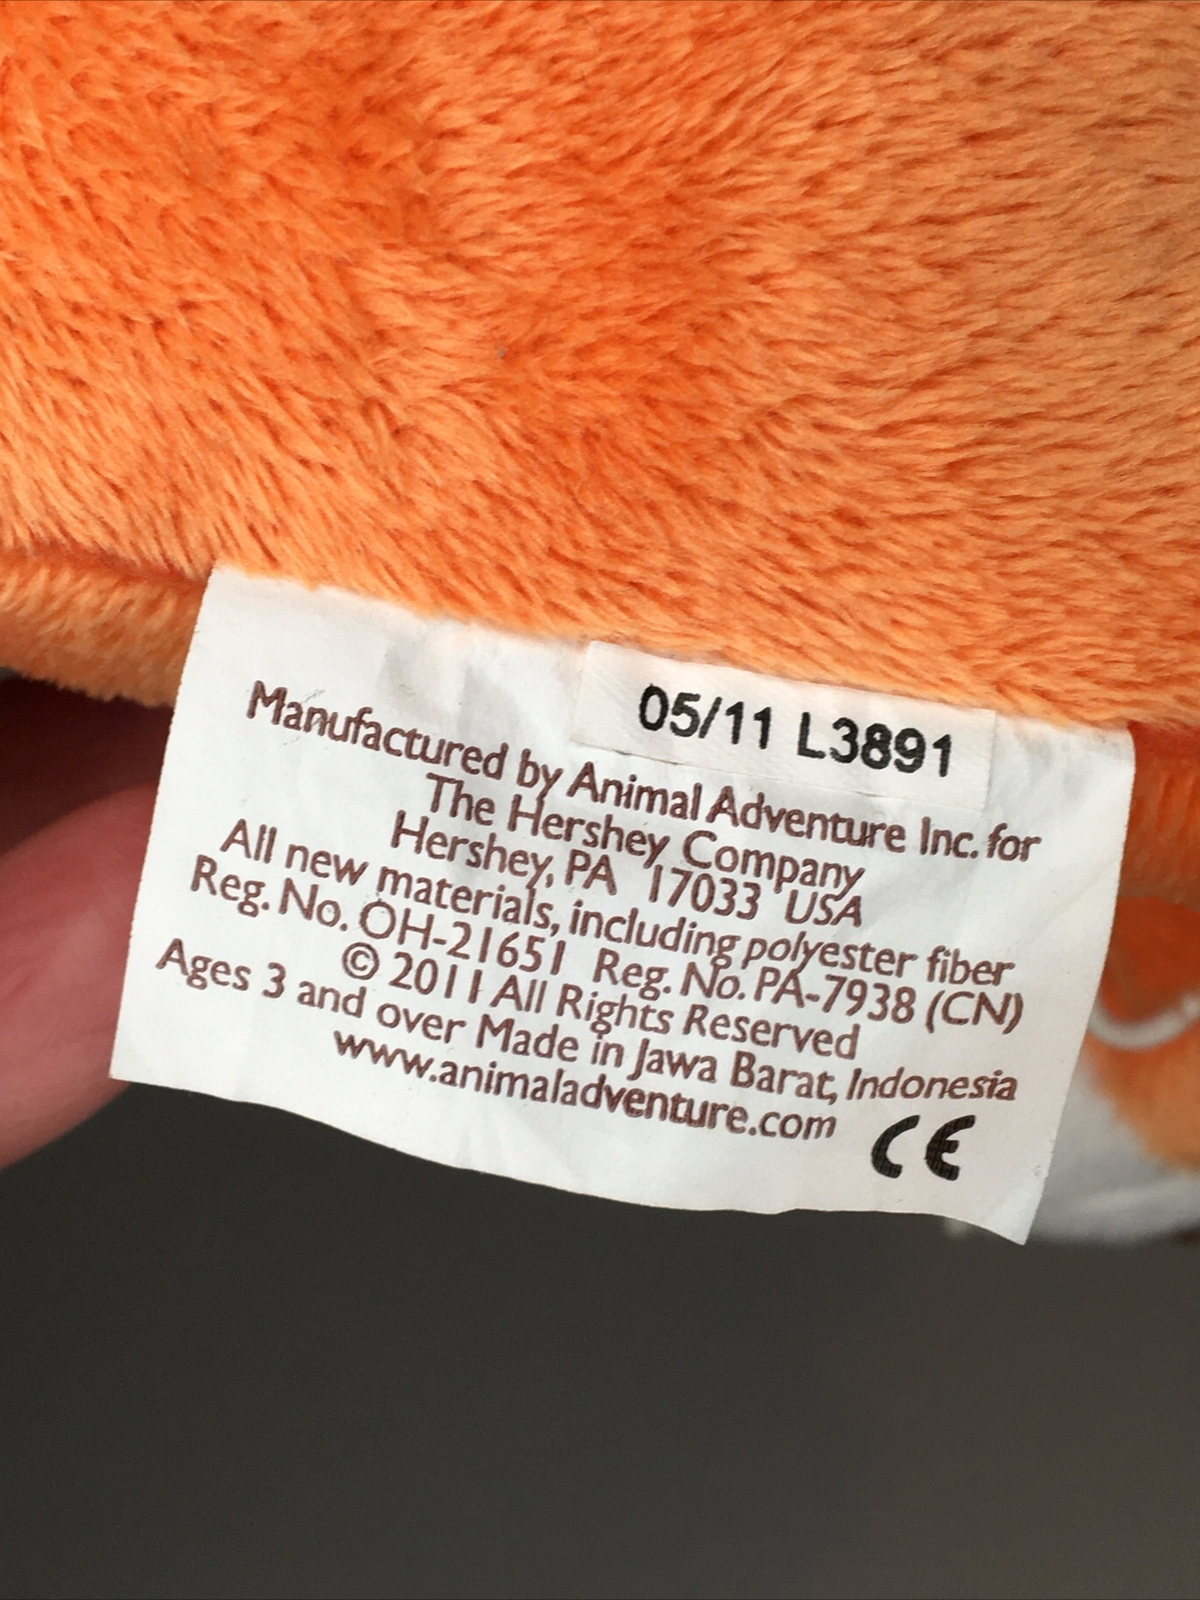 05/11 L3891
Manufactured by Animal Adventure Inc. for
The Hershey Company
Hershey, PA 17033 USA
All new materials, including polyester fiber
Reg. No. OH-21651 Reg. No. PA-7938 (CN)
© 2011 All Rights Reserved
Ages 3 and over Made in Jawa Barat, Indonesia
www.animaladventure.com
CE